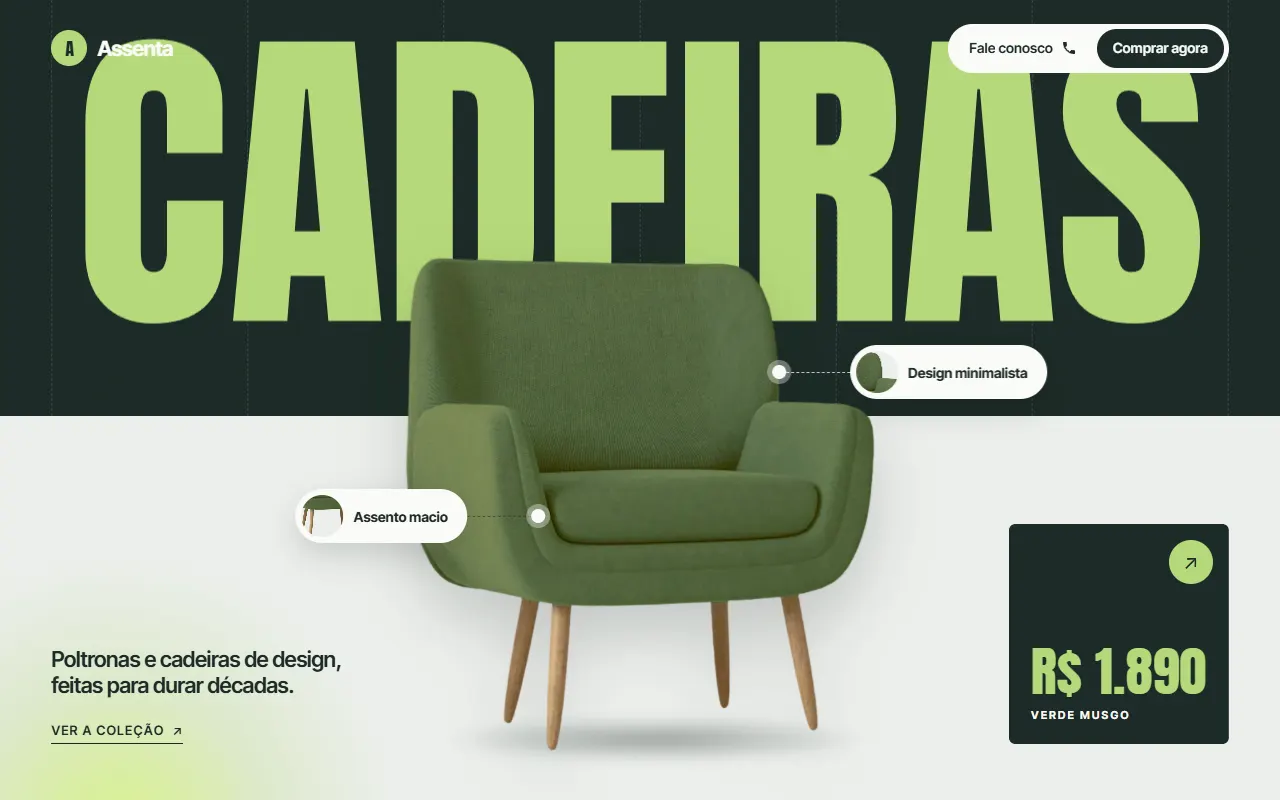 A Assenta
Fale conosco
Comprar agora
CADEIRAS
Design minimalista
Assento macio
Poltronas e cadeiras de design,
feitas para durar décadas.
VER A COLEÇÃO
R$ 1.890
VERDE MUSGO